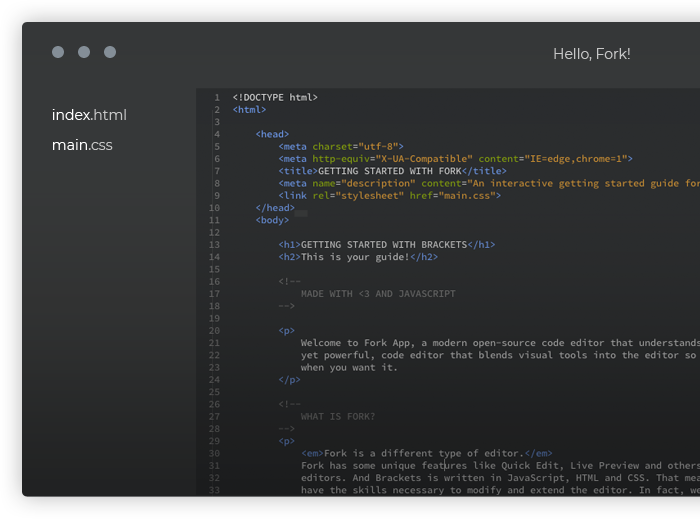 Hello, Fork!
index.html
main.css
1 <!DOCTYPE html>
2 <html>
3
4 <head>
5 <meta charset="utf-8">
6 <meta http-equiv="X-UA-Compatible" content="IE=edge,chrome=1">
7 <title>GETTING STARTED WITH FORK</title>
8 <meta name="description" content="An interactive getting started guide for
9 <link rel="stylesheet" href="main.css">
10 </head>
11 <body>
12
13 <h1>GETTING STARTED WITH BRACKETS</h1>
14 <h2>This is your guide!</h2>
15
16 <!--
17 MADE WITH <3 AND JAVASCRIPT
18 -->
19
20 <p>
21 Welcome to Fork App, a modern open-source code editor that understands
22 yet powerful, code editor that blends visual tools into the editor so
23 when you want it.
24 </p>
25
26 <!--
27 WHAT IS FORK?
28 -->
29 <p>
30 <em>Fork is a different type of editor.</em>
31 Fork has some unique features like Quick Edit, Live Preview and others
32 editors. And Brackets is written in JavaScript, HTML and CSS. That mea
33 have the skills necessary to modify and extend the editor. In fact, we